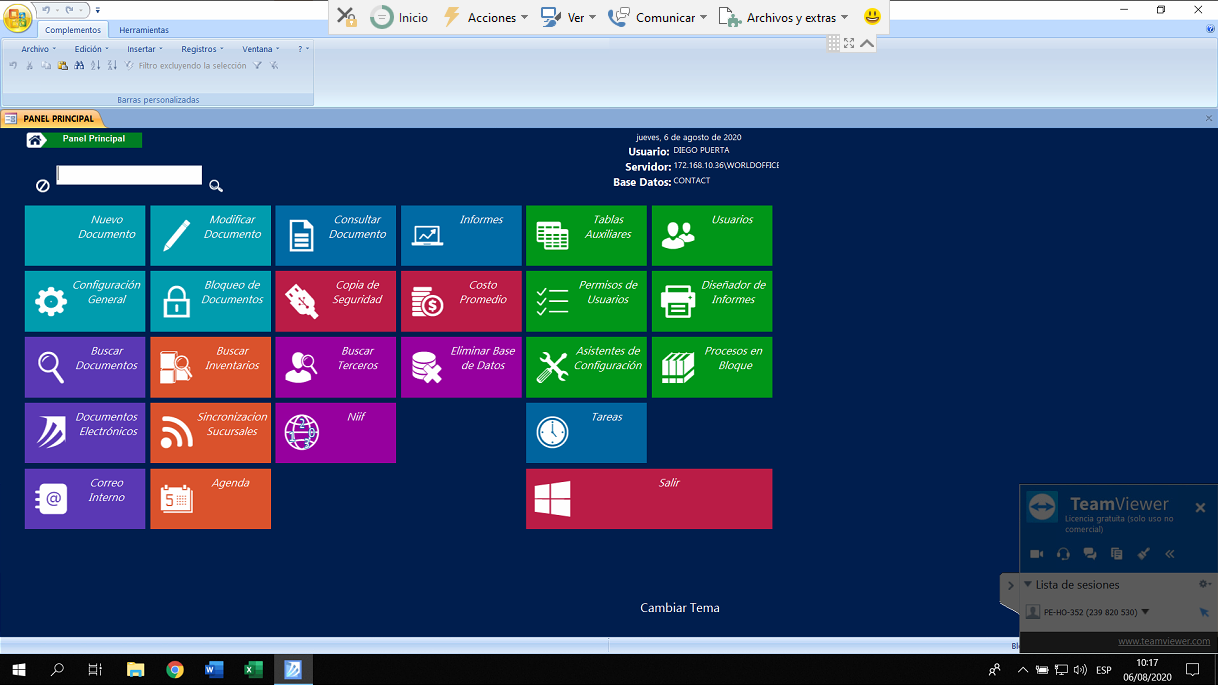 Inicio
Acciones
Ver
Comunicar
Archivos y extras
Complementos
Herramientas
Archivo
Edición
Insertar
Registros
Ventana
?
Filtro excluyendo la selección
Barras personalizadas
PANEL PRINCIPAL
Panel Principal
jueves, 6 de agosto de 2020
Usuario: DIEGO PUERTA
Servidor: 172.168.10.36\WORLDOFFICE
Base Datos: CONTACT
Nuevo
Documento
Modificar
Documento
Consultar
Documento
Informes
Tablas
Auxiliares
Usuarios
Configuración
General
Bloqueo de
Documentos
Copia de
Seguridad
Costo
Promedio
Permisos de
Usuarios
Diseñador de
Informes
Buscar
Documentos
Buscar
Inventarios
Buscar
Terceros
Eliminar Base
de Datos
Asistentes de
Configuración
Procesos en
Bloque
Documentos
Electrónicos
Sincronizacion
Sucursales
Niif
Tareas
Correo
Interno
5
Agenda
Salir
Cambiar Tema
TeamViewer
Licencia gratuita (solo uso no
comercial)
Lista de sesiones
PE-HO-352 (239 820 530)
www.teamviewer.com
ESP
10:17
06/08/2020